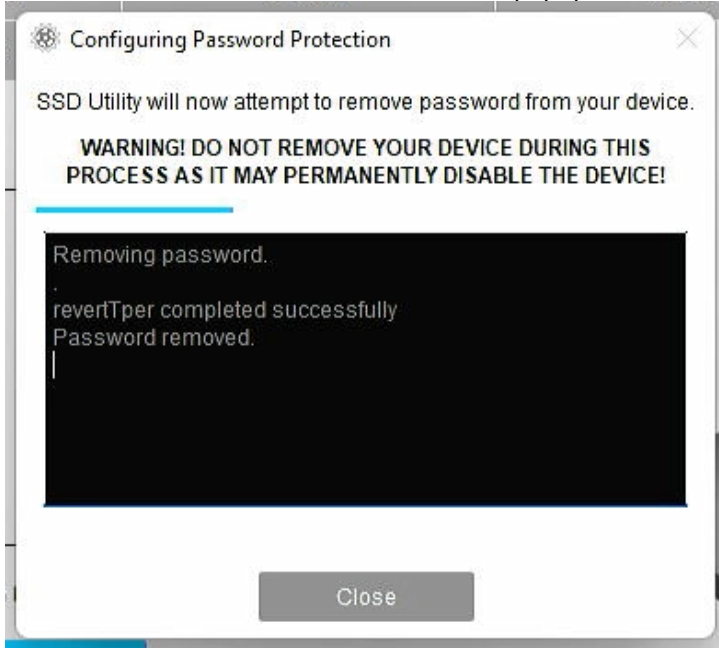 Configuring Password Protection
SSD Utility will now attempt to remove password from your device.
WARNING! DO NOT REMOVE YOUR DEVICE DURING THIS
PROCESS AS IT MAY PERMANENTLY DISABLE THE DEVICE!
Removing password.
.
revertTper completed successfully
Password removed.
Close